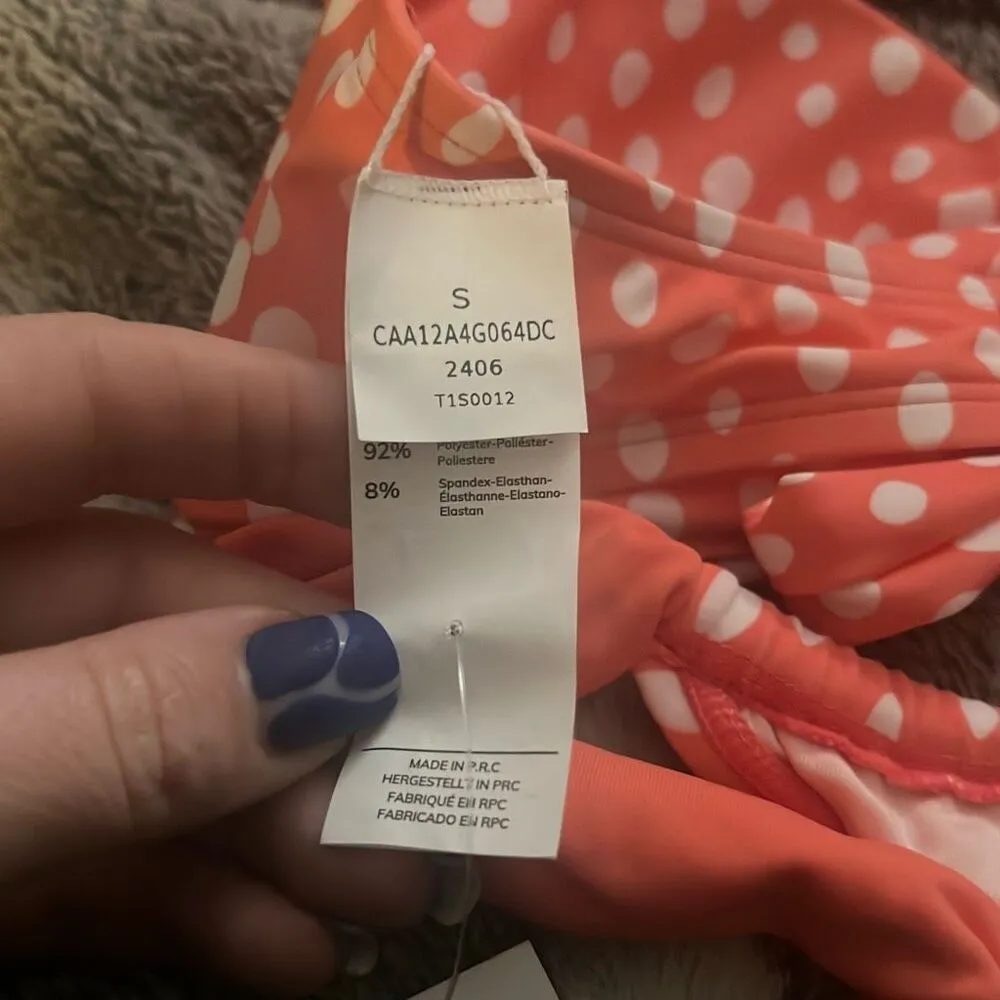 S
CAA12A4G064DC
2406
T1S0012
92% Polyester-Poliéster-
Poliestere
8% Spandex-Elasthan-
Élasthanne-Elastano-
Elastan
MADE IN P.R.C
HERGESTELLT IN PRC
FABRIQUÉ EN RPC
FABRICADO EN RPC